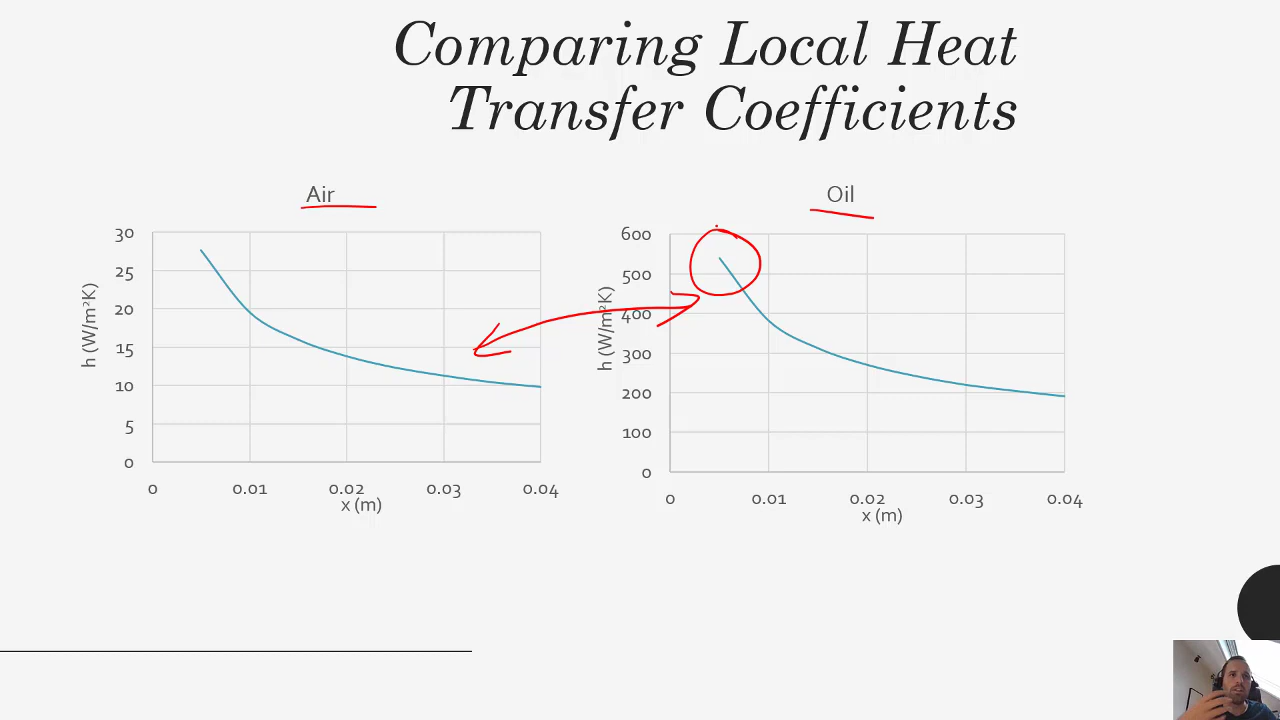 Comparing Local Heat
Transfer Coefficients
Air
30
25
20
15
10
5
0
h (W/m²K)
0 0.01 0.02 0.03 0.04
x (m)
Oil
600
500
400
300
200
100
0
h (W/m²K)
0 0.01 0.02 0.03 0.04
x (m)